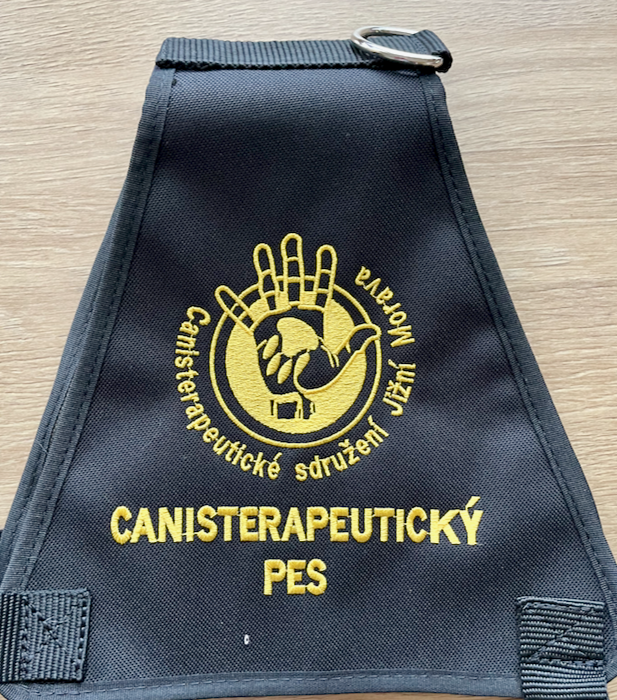 Canisterapeutické sdružení Jižní Morava
CANISTERAPEUTICKÝ
PES